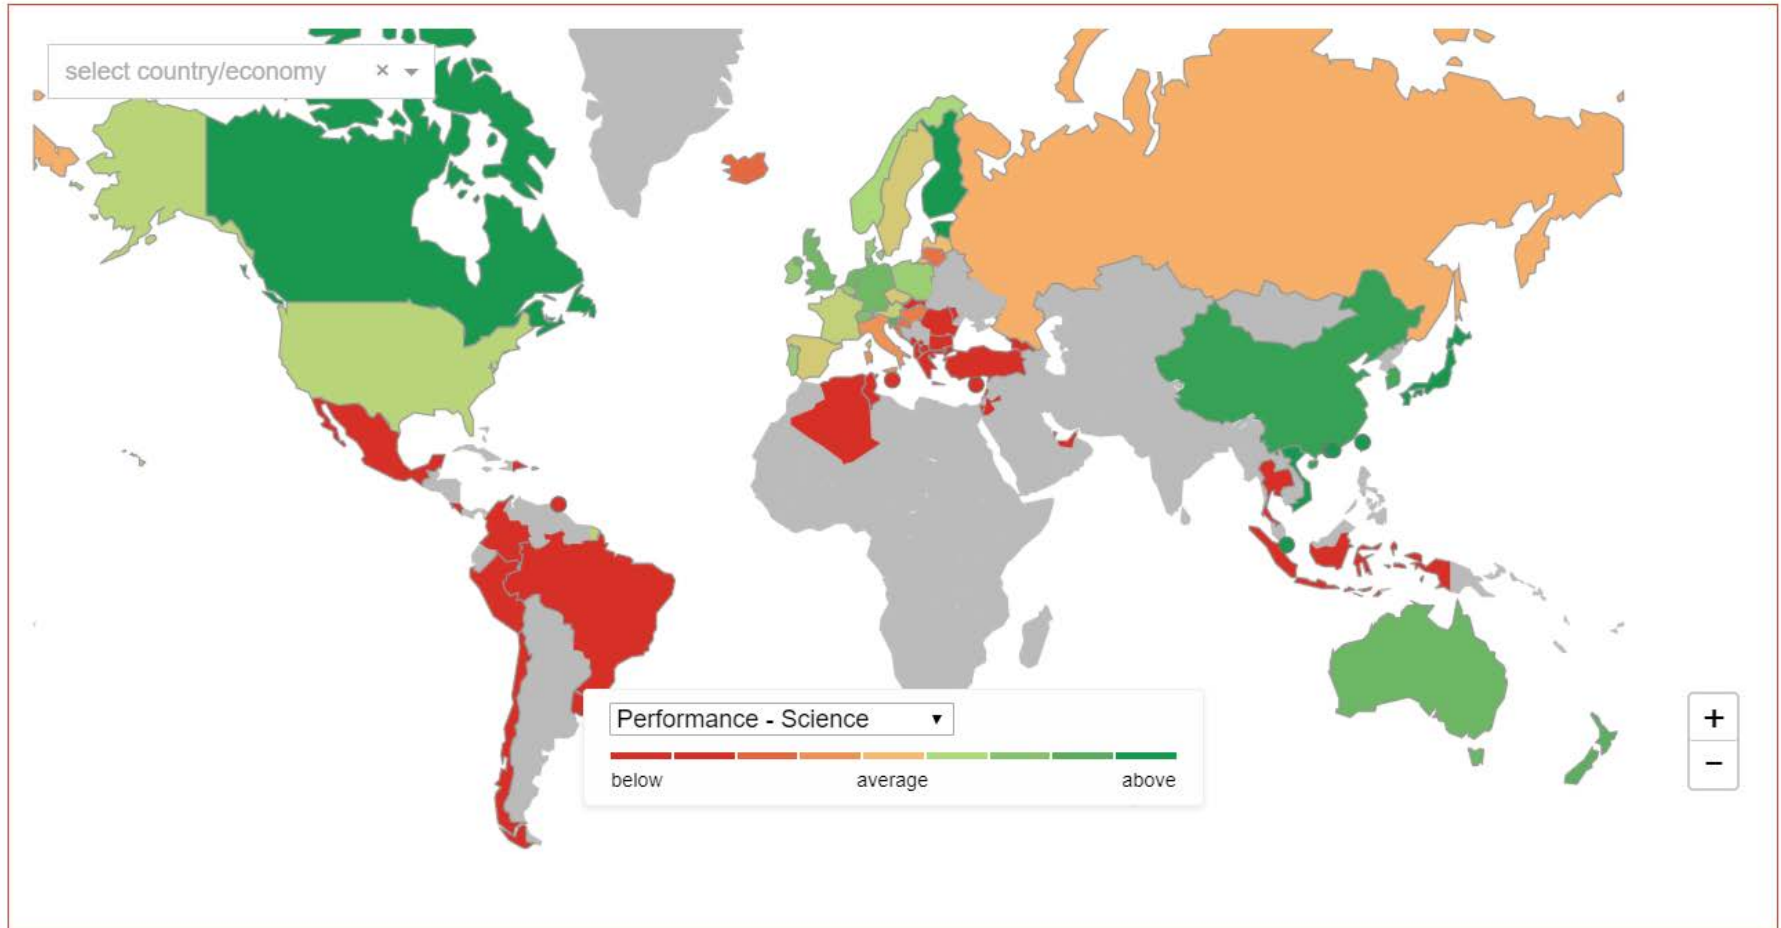 select country/economy × 
Performance - Science
below average above
+
−